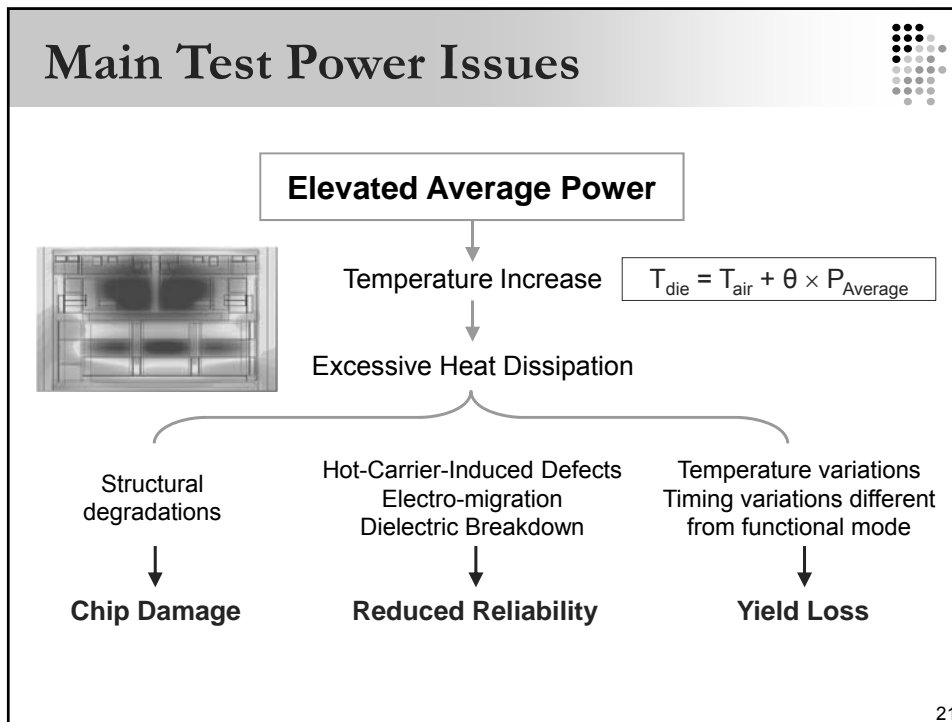 Main Test Power Issues
Elevated Average Power
Temperature Increase
T_die = T_air + θ × P_Average
Excessive Heat Dissipation
Structural
degradations
Chip Damage
Hot-Carrier-Induced Defects
Electro-migration
Dielectric Breakdown
Reduced Reliability
Temperature variations
Timing variations different
from functional mode
Yield Loss
21